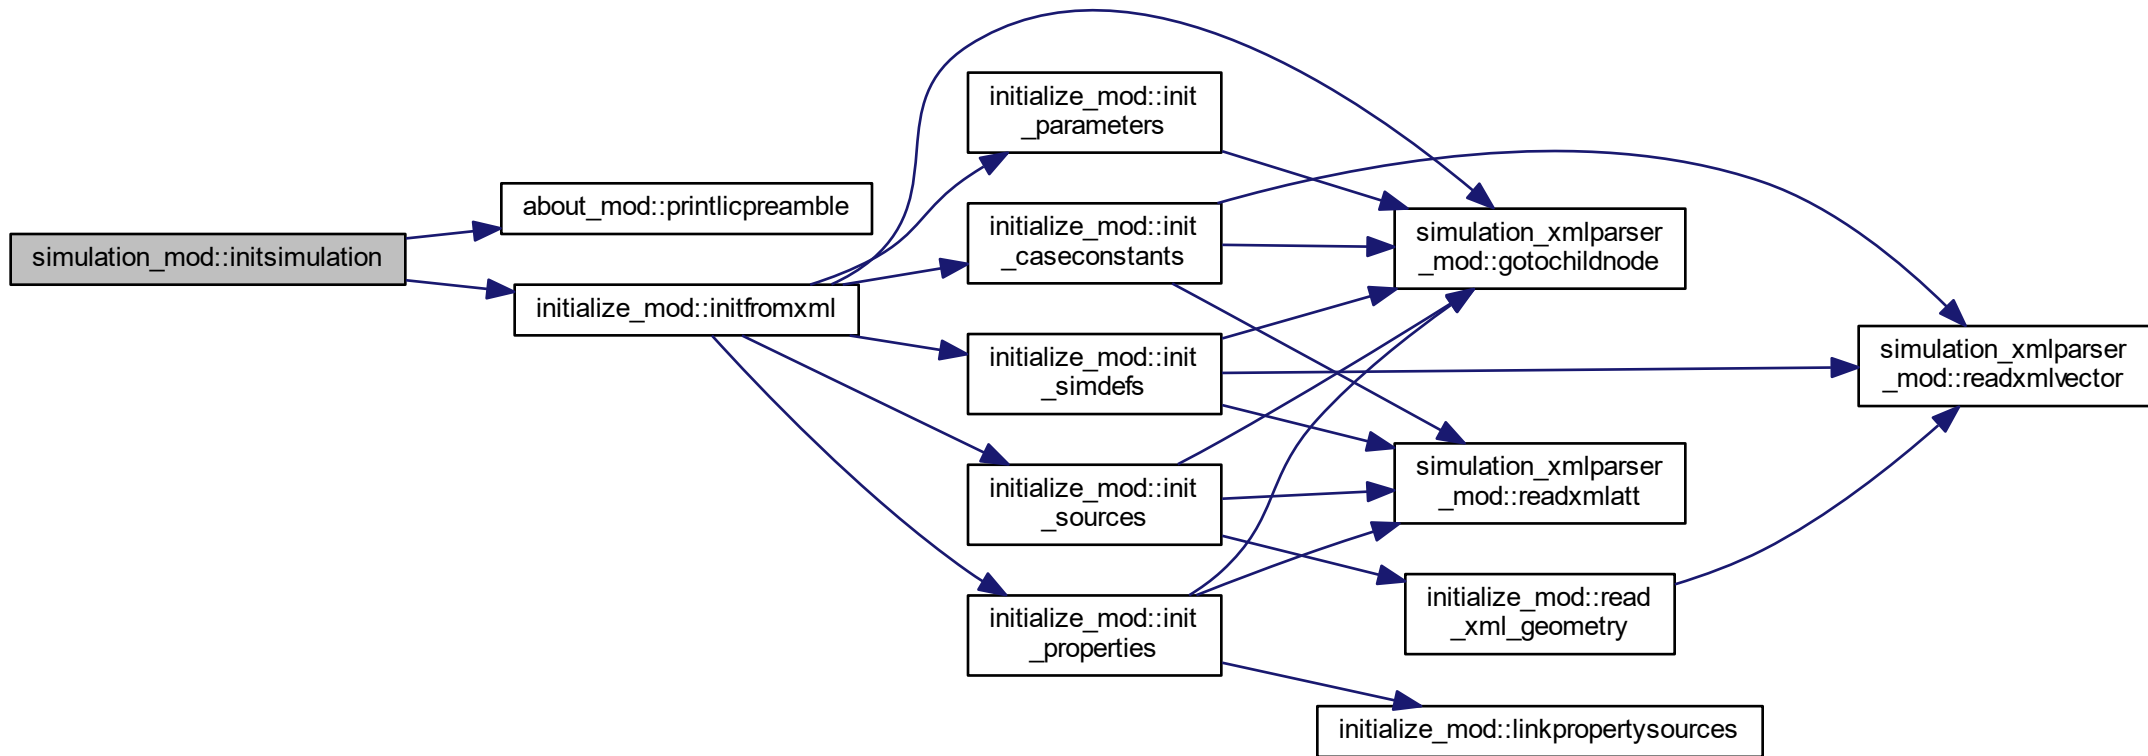 simulation_mod::initsimulation
about_mod::printlicpreamble
initialize_mod::initfromxml
initialize_mod::init
_parameters
initialize_mod::init
_caseconstants
initialize_mod::init
_simdefs
initialize_mod::init
_sources
initialize_mod::init
_properties
simulation_xmlparser
_mod::gotochildnode
simulation_xmlparser
_mod::readxmlatt
initialize_mod::read
_xml_geometry
initialize_mod::linkpropertysources
simulation_xmlparser
_mod::readxmlvector